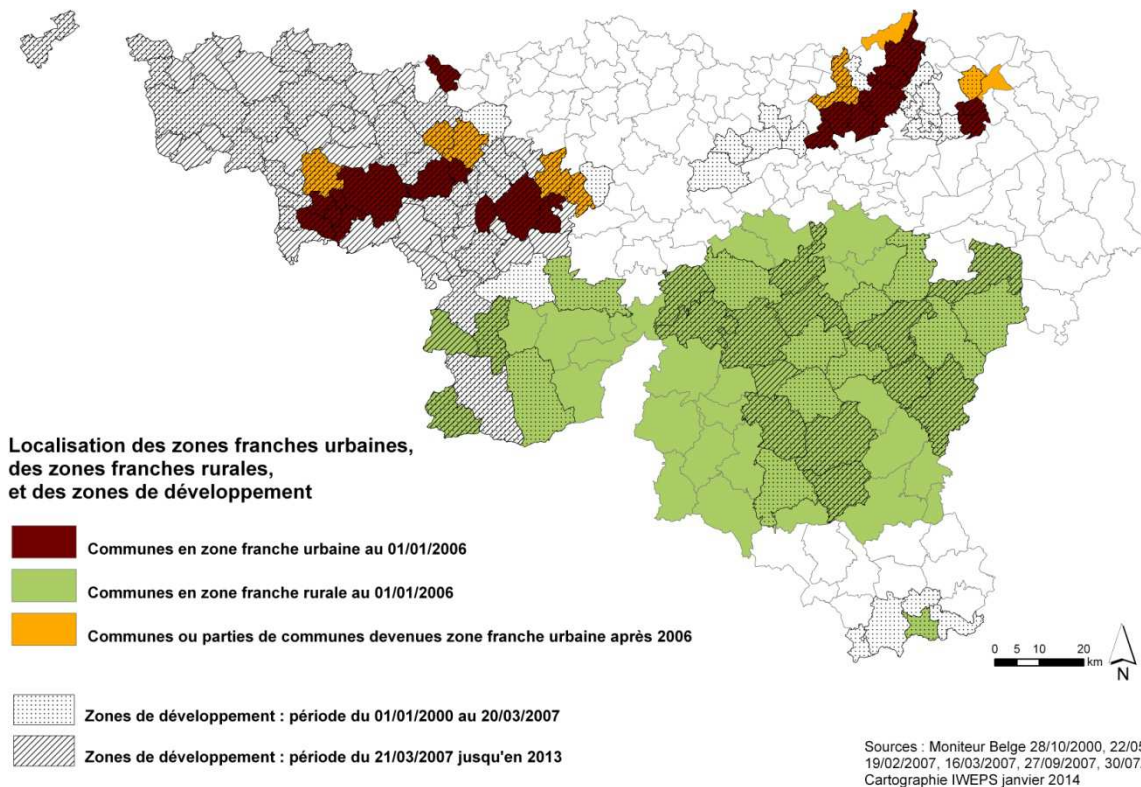 Localisation des zones franches urbaines,
des zones franches rurales,
et des zones de développement
Communes en zone franche urbaine au 01/01/2006
Communes en zone franche rurale au 01/01/2006
Communes ou parties de communes devenues zone franche urbaine après 2006
Zones de développement : période du 01/01/2000 au 20/03/2007
Zones de développement : période du 21/03/2007 jusqu'en 2013
0 5 10 20
km
N
Sources : Moniteur Belge 28/10/2000, 22/05
19/02/2007, 16/03/2007, 27/09/2007, 30/07
Cartographie IWEPS janvier 2014